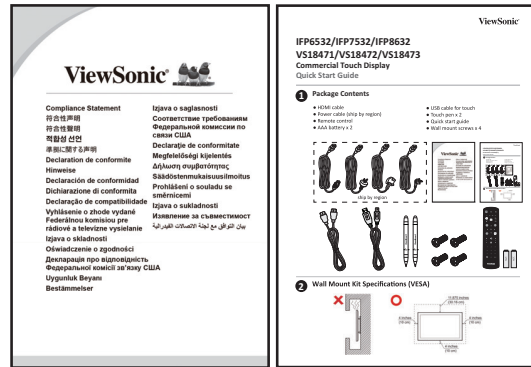 ViewSonic
Compliance Statement
符合性声明
符合性聲明
적합성 선언
準拠に関する声明
Declaration de conformite
Hinweise
Declaración de conformidad
Dichiarazione di conformita
Declaração de compatibilidade
Vyhlásenie o zhode vydané
Federálnou komisiou pre
rádiové a televízne vysielanie
Izjava o skladnosti
Oświadczenie o zgodności
Декларація про відповідність
Федеральної комісії зв'язку США
Uygunluk Beyanı
Bestämmelser
Izjava o saglasnosti
Соответствие требованиям
Федеральной комиссии по
связи США
Declaraţie de conformitate
Megfelelőségi kijelentés
Δήλωση συμβατότητας
Säädöstenmukaisuusilmoitus
Prohlášení o souladu se
směrnicemi
Izjava o sukladnosti
Изявление за съвместимост
بيان التوافق مع لجنة الاتصالات الفيدرالية
ViewSonic
IFP6532/IFP7532/IFP8632
VS18471/VS18472/VS18473
Commercial Touch Display
Quick Start Guide
1 Package Contents
● HDMI cable
● Power cable (ship by region)
● Remote control
● AAA battery x 2
● USB cable for touch
● Touch pen x 2
● Quick start guide
● Wall mount screws x 4
ship by region
2 Wall Mount Kit Specifications (VESA)